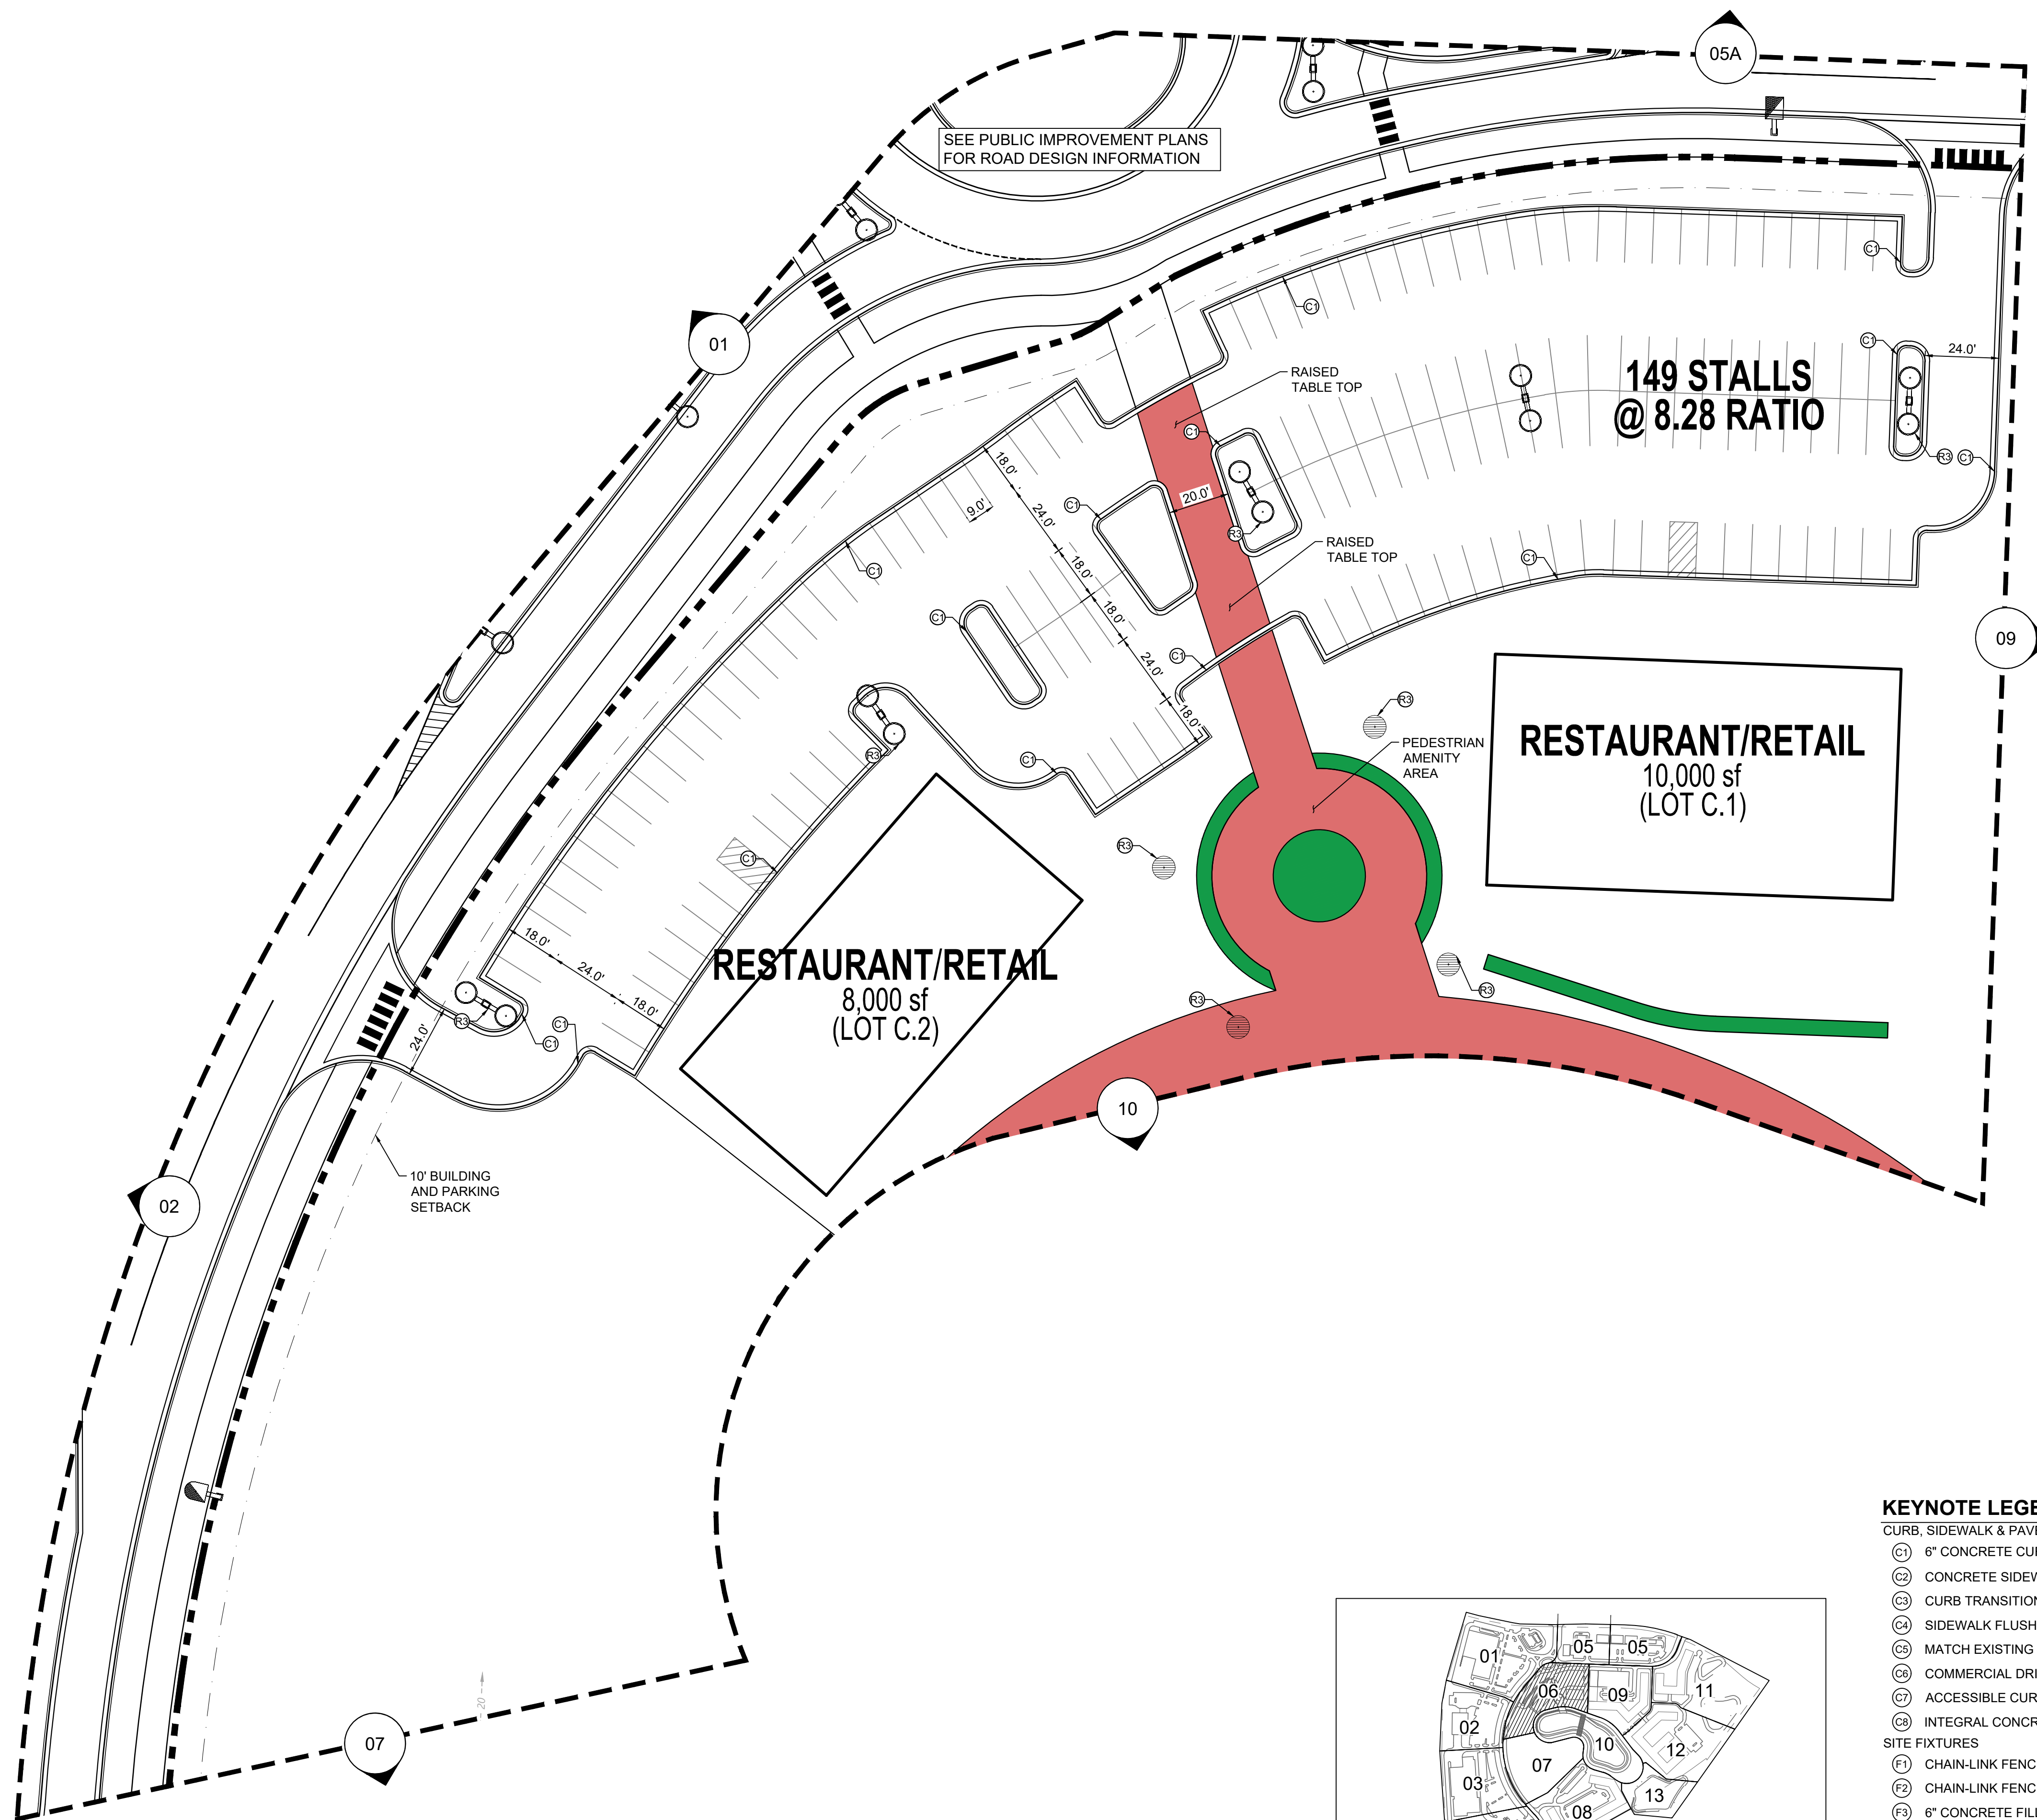 05A
SEE PUBLIC IMPROVEMENT PLANS
FOR ROAD DESIGN INFORMATION
C1
C1
01
C1
24.0'
149 STALLS
@ 8.28 RATIO
RAISED
TABLE TOP
C1
R3
C1
18.0'
9.0'
24.0'
C1
20.0'
R3
RAISED
TABLE TOP
C1
C1
18.0'
18.0'
C1
C1
24.0'
18.0'
09
R3
PEDESTRIAN
AMENITY
AREA
RESTAURANT/RETAIL
10,000 sf
(LOT C.1)
R3
C1
R3
C1
RESTAURANT/RETAIL
8,000 sf
(LOT C.2)
18.0'
24.0'
18.0'
R3
R3
R3
C1
C1
24.0'
10
10' BUILDING
AND PARKING
SETBACK
02
20
07
01
05
05
06
09
11
02
10
12
07
03
13
08
KEYNOTE LEGE
CURB, SIDEWALK & PAVE
C1 6" CONCRETE CUR
C2 CONCRETE SIDEW
C3 CURB TRANSITION
C4 SIDEWALK FLUSH
C5 MATCH EXISTING
C6 COMMERCIAL DRI
C7 ACCESSIBLE CUR
C8 INTEGRAL CONCR
SITE FIXTURES
F1 CHAIN-LINK FENC
F2 CHAIN-LINK FENC
F3 6" CONCRETE FIL